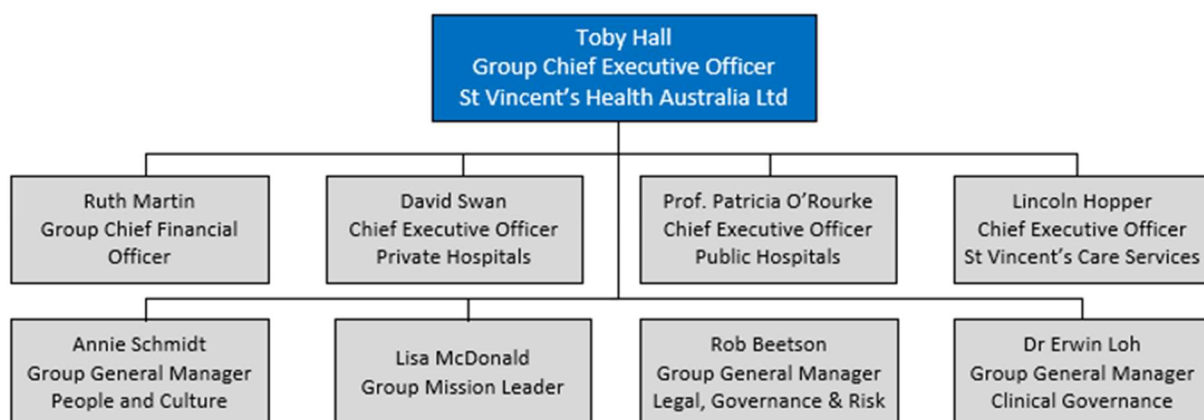 Toby Hall
Group Chief Executive Officer
St Vincent’s Health Australia Ltd
Ruth Martin
Group Chief Financial
Officer
David Swan
Chief Executive Officer
Private Hospitals
Prof. Patricia O’Rourke
Chief Executive Officer
Public Hospitals
Lincoln Hopper
Chief Executive Officer
St Vincent’s Care Services
Annie Schmidt
Group General Manager
People and Culture
Lisa McDonald
Group Mission Leader
Rob Beetson
Group General Manager
Legal, Governance & Risk
Dr Erwin Loh
Group General Manager
Clinical Governance